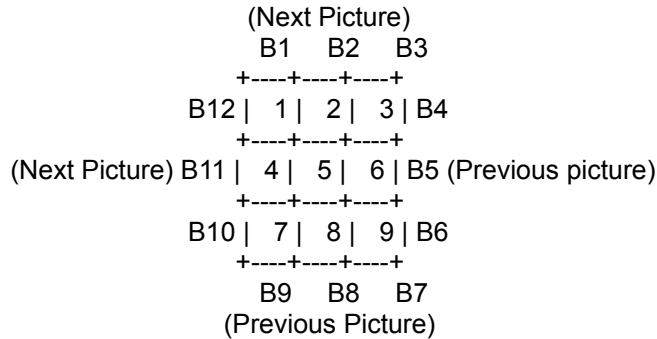 (Next Picture)
B1 B2 B3
+----+----+----+
B12 | 1 | 2 | 3 | B4
+----+----+----+
(Next Picture) B11 | 4 | 5 | 6 | B5 (Previous picture)
+----+----+----+
B10 | 7 | 8 | 9 | B6
+----+----+----+
B9 B8 B7
(Previous Picture)